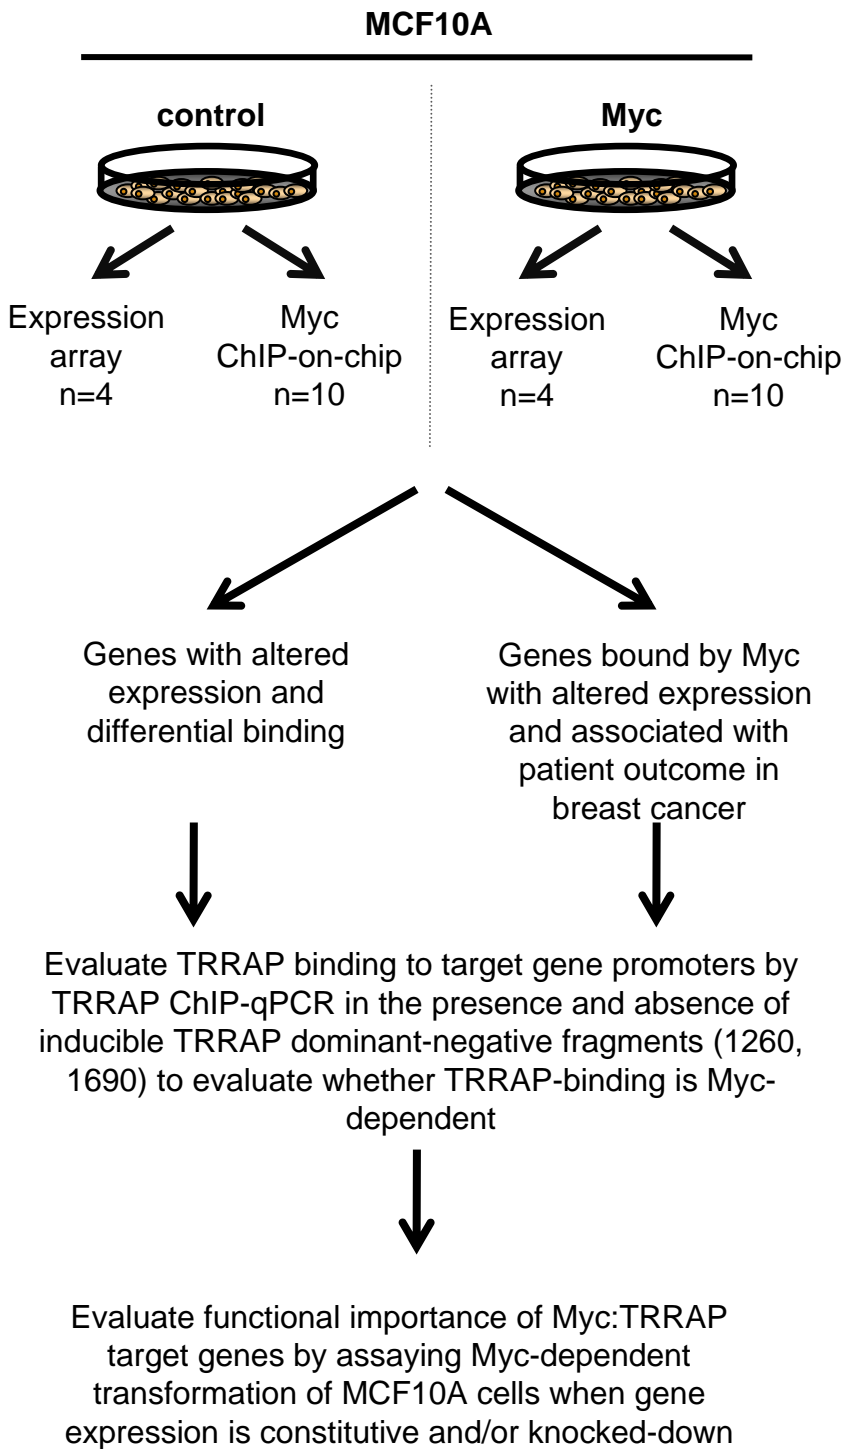 MCF10A
control
Myc
Expression
array
n=4
Myc
ChIP-on-chip
n=10
Expression
array
n=4
Myc
ChIP-on-chip
n=10
Genes with altered
expression and
differential binding
Genes bound by Myc
with altered expression
and associated with
patient outcome in
breast cancer
Evaluate TRRAP binding to target gene promoters by
TRRAP ChIP-qPCR in the presence and absence of
inducible TRRAP dominant-negative fragments (1260,
1690) to evaluate whether TRRAP-binding is Myc-
dependent
Evaluate functional importance of Myc:TRRAP
target genes by assaying Myc-dependent
transformation of MCF10A cells when gene
expression is constitutive and/or knocked-down